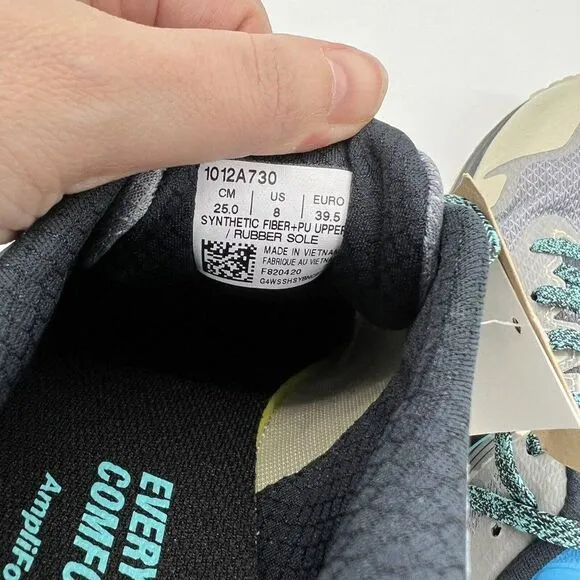 1012A730
CM US EURO
25.0 8 39.5
SYNTHETIC FIBER+PU UPPER
/ RUBBER SOLE
MADE IN VIETNAM
FABRIQUE AU VIETNAM
F820420
EVERY
COMFO
AmpliFo